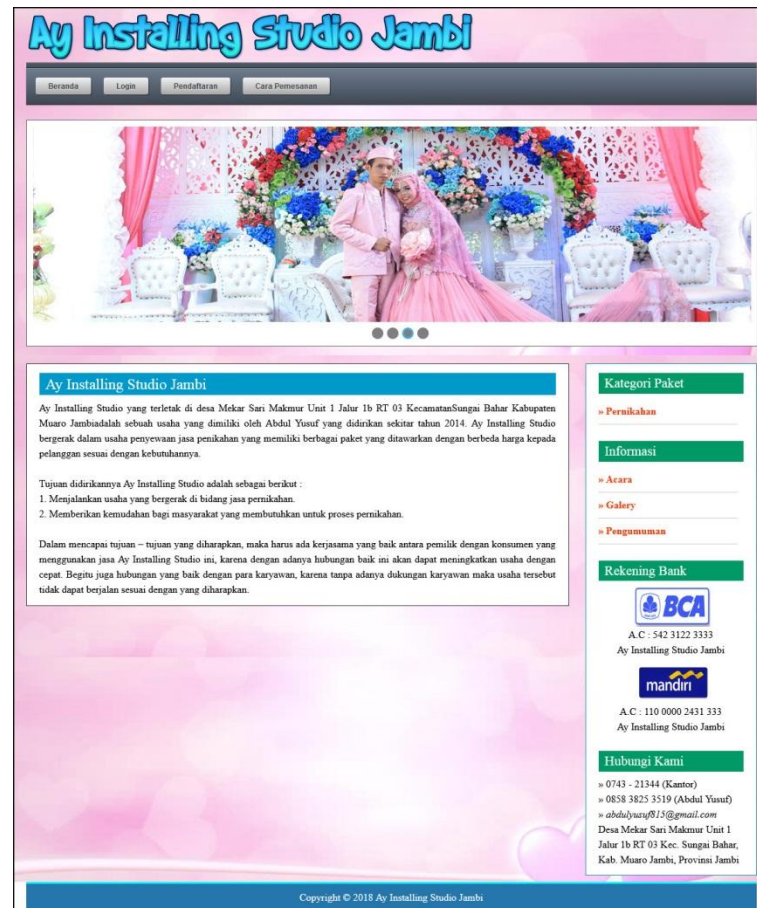 Ay Installing Studio Jambi
Beranda
Login
Pendaftaran
Cara Pemesanan
Ay Installing Studio Jambi
Ay Installing Studio yang terletak di desa Mekar Sari Makmur Unit 1 Jalur 1b RT 03 KecamatanSungai Bahar Kabupaten
Muaro Jambiadalah sebuah usaha yang dimiliki oleh Abdul Yusuf yang didirikan sekitar tahun 2014. Ay Installing Studio
bergerak dalam usaha penyewaan jasa penikahan yang memiliki berbagai paket yang ditawarkan dengan berbeda harga kepada
pelanggan sesuai dengan kebutuhannya.
Tujuan didirikannya Ay Installing Studio adalah sebagai berikut :
1. Menjalankan usaha yang bergerak di bidang jasa pernikahan.
2. Memberikan kemudahan bagi masyarakat yang membutuhkan untuk proses pernikahan.
Dalam mencapai tujuan – tujuan yang diharapkan, maka harus ada kerjasama yang baik antara pemilik dengan konsumen yang
menggunakan jasa Ay Installing Studio ini, karena dengan adanya hubungan baik ini akan dapat meningkatkan usaha dengan
cepat. Begitu juga hubungan yang baik dengan para karyawan, karena tanpa adanya dukungan karyawan maka usaha tersebut
tidak dapat berjalan sesuai dengan yang diharapkan.
Kategori Paket
» Pernikahan
Informasi
» Acara
» Galery
» Pengumuman
Rekening Bank
BCA
A.C : 542 3122 3333
Ay Installing Studio Jambi
mandiri
A.C : 110 0000 2431 333
Ay Installing Studio Jambi
Hubungi Kami
» 0743 - 21344 (Kantor)
» 0858 3825 3519 (Abdul Yusuf)
» abdulyusuf815@gmail.com
Desa Mekar Sari Makmur Unit 1
Jalur 1b RT 03 Kec. Sungai Bahar,
Kab. Muaro Jambi, Provinsi Jambi
Copyright © 2018 Ay Installing Studio Jambi